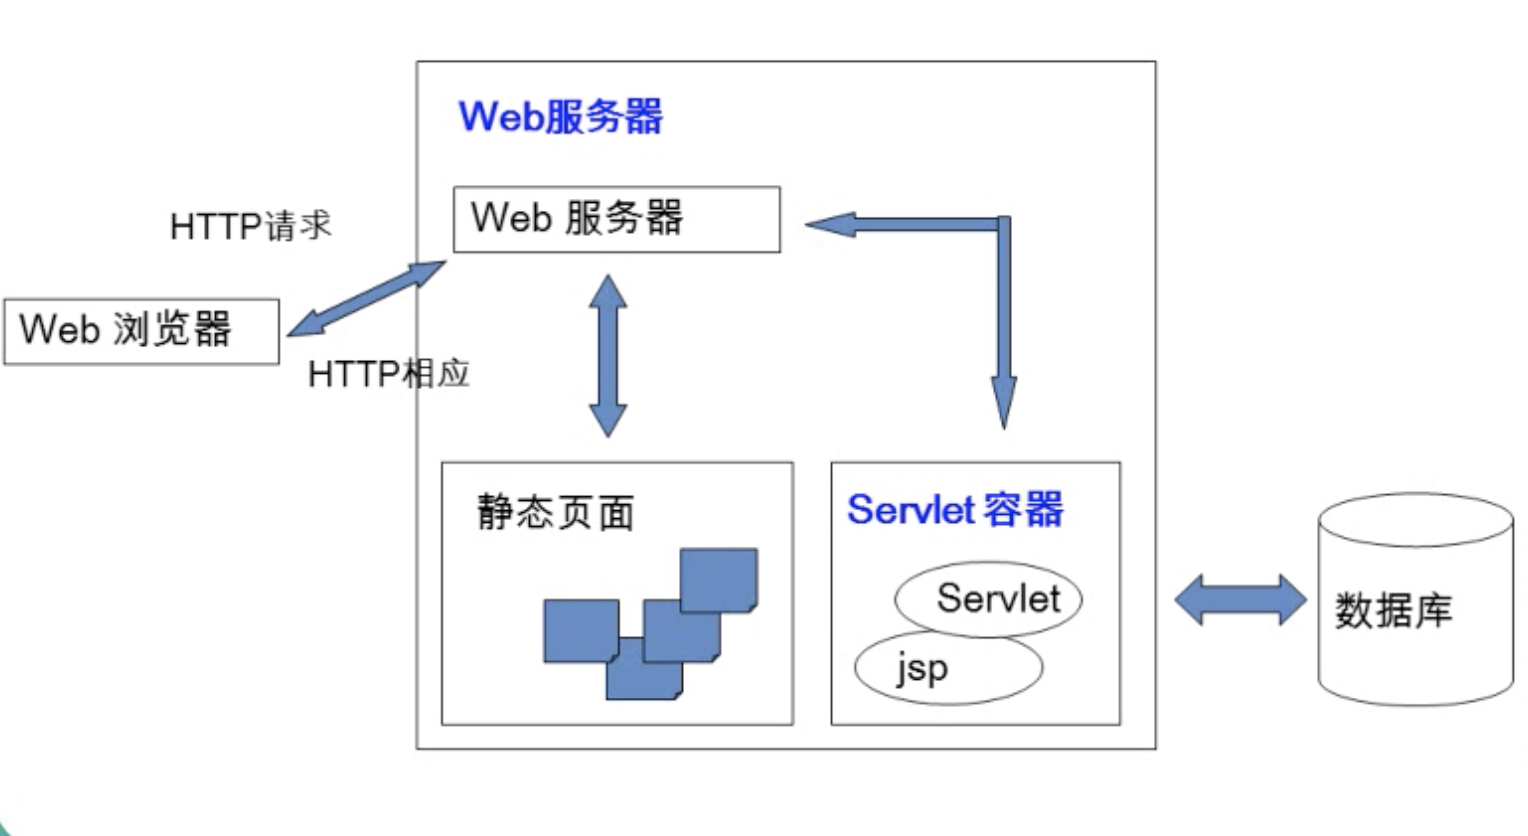 Web服务器
Web 服务器
HTTP请求
Web 浏览器
HTTP相应
静态页面
Servlet 容器
Servlet
jsp
数据库